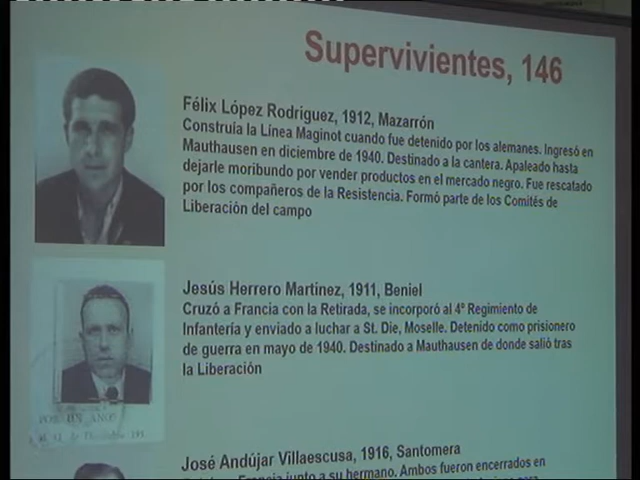 Supervivientes, 146
Félix López Rodriguez, 1912, Mazarrón
Construía la Línea Maginot cuando fue detenido por los alemanes. Ingresó en
Mauthausen en diciembre de 1940. Destinado a la cantera. Apaleado hasta
dejarle moribundo por vender productos en el mercado negro. Fue rescatado
por los compañeros de la Resistencia. Formó parte de los Comités de
Liberación del campo
Jesús Herrero Martinez, 1911, Beniel
Cruzó a Francia con la Retirada, se incorporó al 4º Regimiento de
Infantería y enviado a luchar a St. Die, Moselle. Detenido como prisionero
de guerra en mayo de 1940. Destinado a Mauthausen de donde salió tras
la Liberación
POR UN AÑO
José Andújar Villaescusa, 1916, Santomera
Francia junto a su hermano. Ambos fueron encerrados en